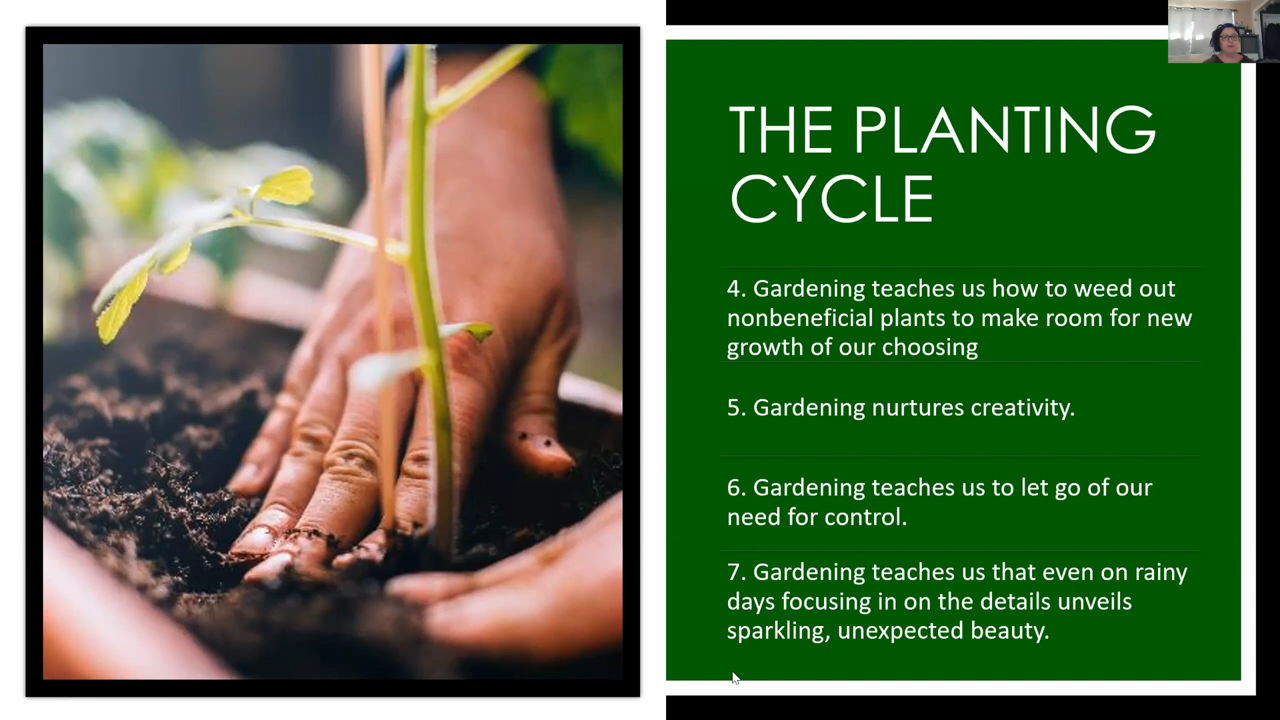 THE PLANTING
CYCLE
4. Gardening teaches us how to weed out
nonbeneficial plants to make room for new
growth of our choosing
5. Gardening nurtures creativity.
6. Gardening teaches us to let go of our
need for control.
7. Gardening teaches us that even on rainy
days focusing in on the details unveils
sparkling, unexpected beauty.